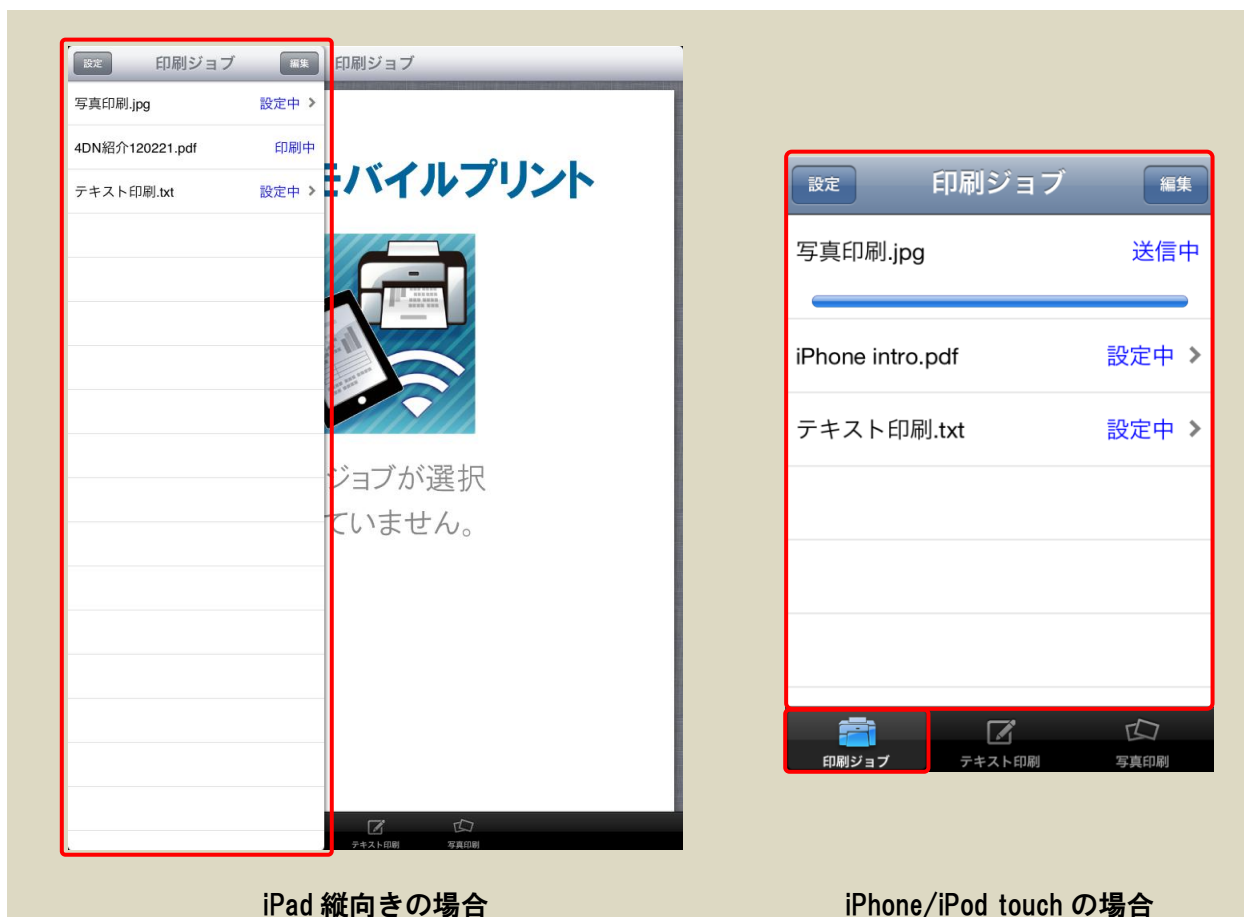 設定 印刷ジョブ 編集 印刷ジョブ
写真印刷.jpg 設定中
4DN紹介120221.pdf 印刷中
テキスト印刷.txt 設定中
モバイルプリント
ジョブが選択
ていません。
テキスト印刷 写真印刷
iPad 縦向きの場合
設定 印刷ジョブ 編集
写真印刷.jpg 送信中
iPhone intro.pdf 設定中
テキスト印刷.txt 設定中
印刷ジョブ テキスト印刷 写真印刷
iPhone/iPod touch の場合